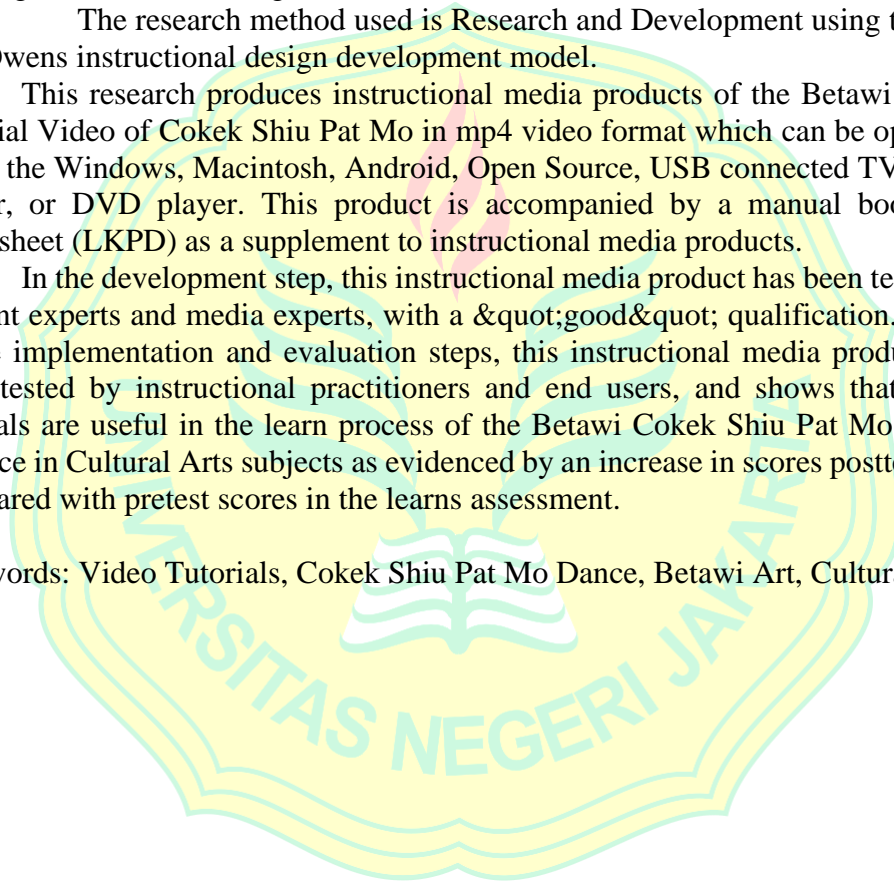 The research method used is Research and Development using t
Owens instructional design development model.
This research produces instructional media products of the Betawi
ial Video of Cokek Shiu Pat Mo in mp4 video format which can be op
the Windows, Macintosh, Android, Open Source, USB connected TV
r, or DVD player. This product is accompanied by a manual boo
sheet (LKPD) as a supplement to instructional media products.
In the development step, this instructional media product has been te
nt experts and media experts, with a &quot;good&quot; qualification.
implementation and evaluation steps, this instructional media produ
tested by instructional practitioners and end users, and shows that
als are useful in the learn process of the Betawi Cokek Shiu Pat Mo
ce in Cultural Arts subjects as evidenced by an increase in scores postt
ared with pretest scores in the learns assessment.
words: Video Tutorials, Cokek Shiu Pat Mo Dance, Betawi Art, Cultur
UNIVERSITAS NEGERI JAKARTA